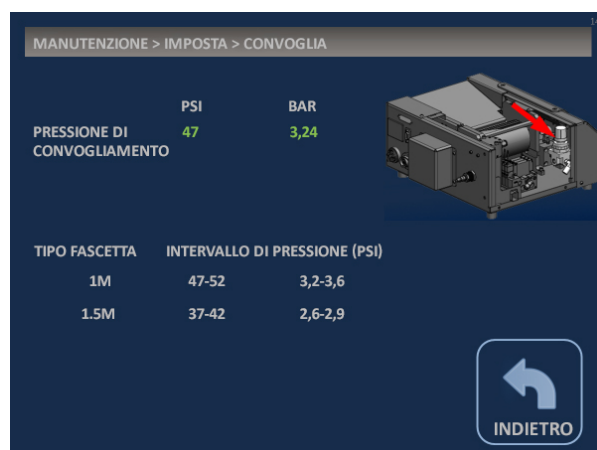 14
MANUTENZIONE > IMPOSTA > CONVOGLIA
PSI BAR
PRESSIONE DI 47 3,24
CONVOGLIAMENTO
TIPO FASCETTA INTERVALLO DI PRESSIONE (PSI)
1M 47-52 3,2-3,6
1.5M 37-42 2,6-2,9
INDIETRO